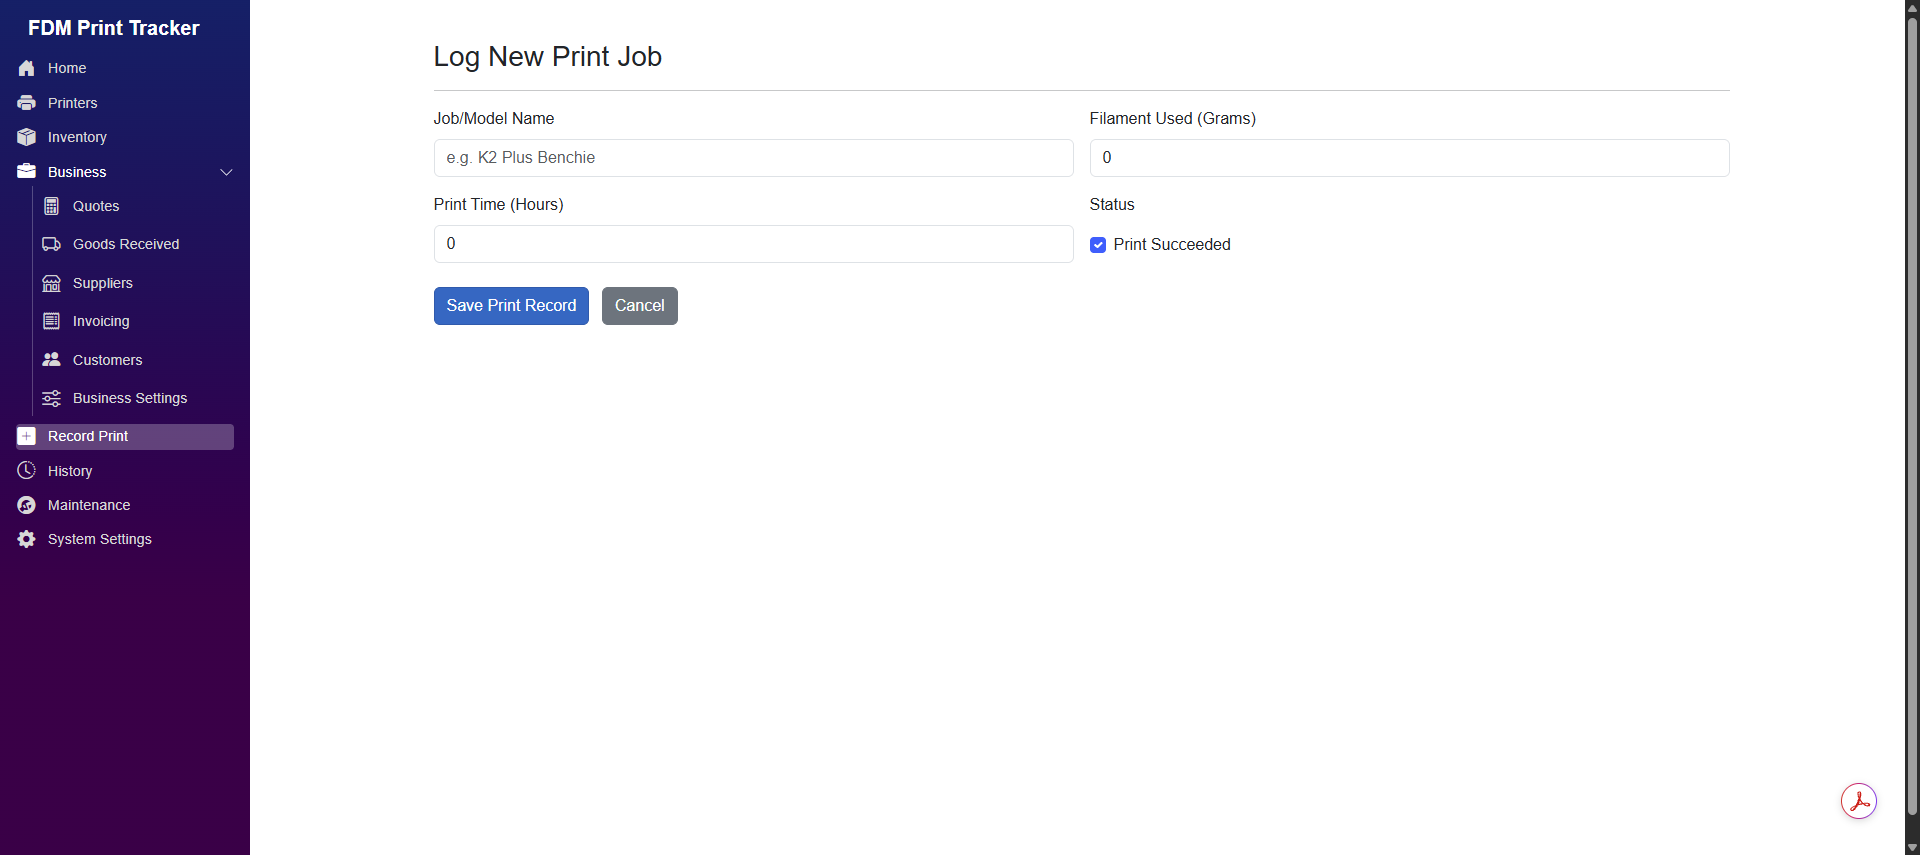 FDM Print Tracker
Home
Printers
Inventory
Business
Quotes
Goods Received
Suppliers
Invoicing
Customers
Business Settings
Record Print
History
Maintenance
System Settings
Log New Print Job
Job/Model Name
Filament Used (Grams)
e.g. K2 Plus Benchie
0
Print Time (Hours)
Status
0
Print Succeeded
Save Print Record
Cancel